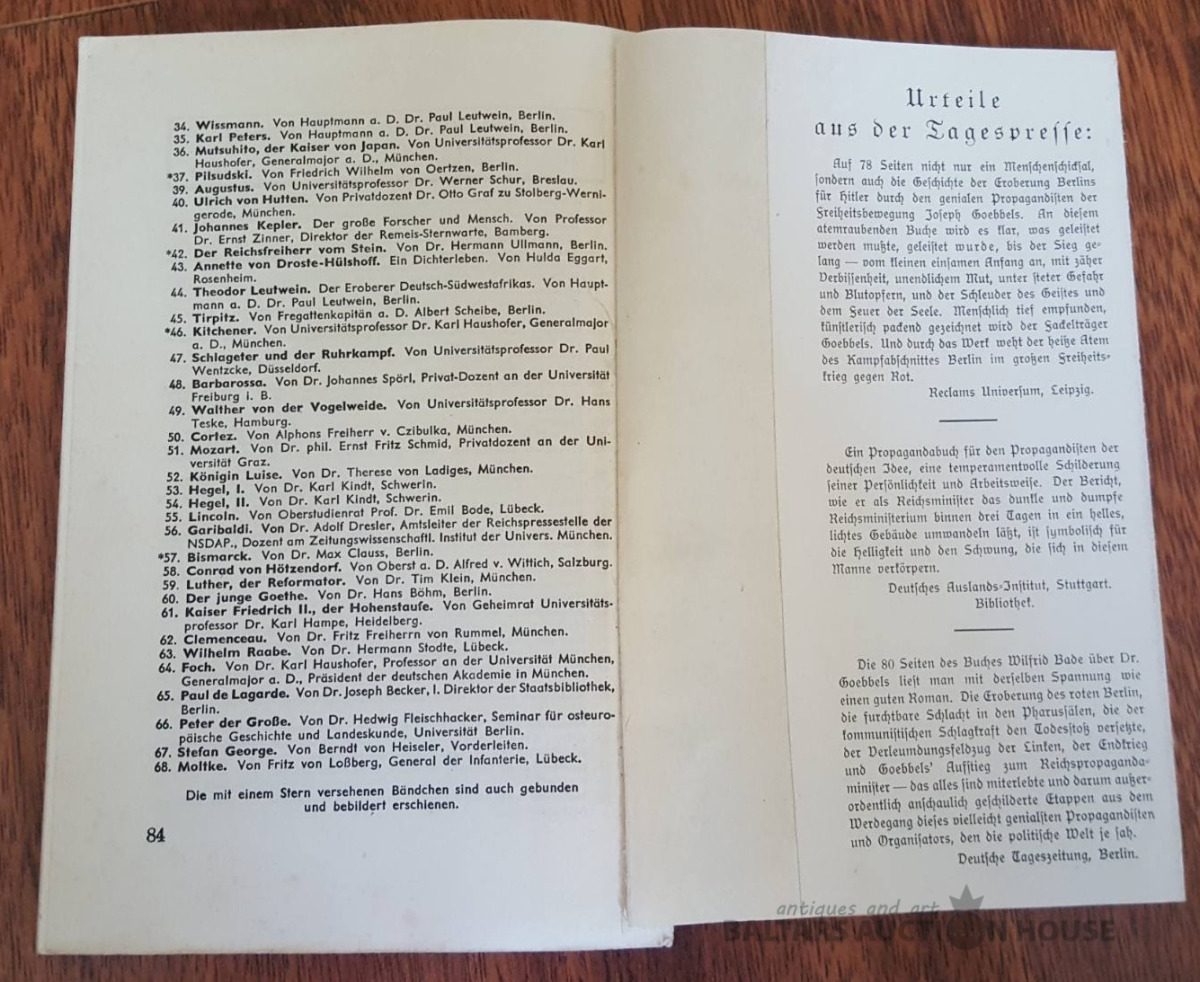 34. Wissmann. Von Hauptmann a. D. Dr. Paul Leutwein, Berlin.
35. Karl Peters. Von Hauptmann a. D. Dr. Paul Leutwein, Berlin.
36. Mutsuhito, der Kaiser von Japan. Von Universitätsprofessor Dr. Karl
Haushofer, Generalmajor a. D., München.
*37. Pilsudski. Von Friedrich Wilhelm von Oertzen, Berlin.
39. Augustus. Von Universitätsprofessor Dr. Werner Schur, Breslau.
40. Ulrich von Hutten. Von Privatdozent Dr. Otto Graf zu Stolberg-Werni-
gerode, München.
41. Johannes Kepler. Der große Forscher und Mensch. Von Professor
Dr. Ernst Zinner, Direktor der Remeis-Sternwarte, Bamberg.
*42. Der Reichsfreiherr vom Stein. Von Dr. Hermann Ullmann, Berlin.
43. Annette von Droste-Hülshoff. Ein Dichterleben. Von Hulda Eggart,
Rosenheim.
44. Theodor Leutwein. Der Eroberer Deutsch-Südwestafrikas. Von Haupt-
mann a. D. Dr. Paul Leutwein, Berlin.
45. Tirpitz. Von Fregattenkapitän a. D. Albert Scheibe, Berlin.
*46. Kitchener. Von Universitätsprofessor Dr. Karl Haushofer, Generalmajor
a. D., München.
47. Schlageter und der Ruhrkampf. Von Universitätsprofessor Dr. Paul
Wentzcke, Düsseldorf.
48. Barbarossa. Von Dr. Johannes Spörl, Privat-Dozent an der Universität
Freiburg i. B.
49. Walther von der Vogelweide. Von Universitätsprofessor Dr. Hans
Teske, Hamburg.
50. Cortez. Von Alphons Freiherr v. Czibulka, München.
51. Mozart. Von Dr. phil. Ernst Fritz Schmid, Privatdozent an der Uni-
versität Graz.
52. Königin Luise. Von Dr. Therese von Ladiges, München.
53. Hegel, I. Von Dr. Karl Kindt, Schwerin.
54. Hegel, II. Von Dr. Karl Kindt, Schwerin.
55. Lincoln. Von Oberstudienrat Prof. Dr. Emil Bode, Lübeck.
56. Garibaldi. Von Dr. Adolf Dresler, Amtsleiter der Reichspressestelle der
NSDAP., Dozent am Zeitungswissenschaftl. Institut der Univers. München.
*57. Bismarck. Von Dr. Max Clauss, Berlin.
58. Conrad von Hötzendorf. Von Oberst a. D. Alfred v. Wittich, Salzburg.
59. Luther, der Reformator. Von Dr. Tim Klein, München.
60. Der junge Goethe. Von Dr. Hans Böhm, Berlin.
61. Kaiser Friedrich II., der Hohenstaufe. Von Geheimrat Universitäts-
professor Dr. Karl Hampe, Heidelberg.
62. Clemenceau. Von Dr. Fritz Freiherrn von Rummel, München.
63. Wilhelm Raabe. Von Dr. Hermann Stodte, Lübeck.
64. Foch. Von Dr. Karl Haushofer, Professor an der Universität München,
Generalmajor a. D., Präsident der deutschen Akademie in München.
65. Paul de Lagarde. Von Dr. Joseph Becker, I. Direktor der Staatsbibliothek,
Berlin.
66. Peter der Große. Von Dr. Hedwig Fleischhacker, Seminar für osteuro-
päische Geschichte und Landeskunde, Universität Berlin.
67. Stefan George. Von Berndt von Heiseler, Vorderleiten.
68. Moltke. Von Fritz von Loßberg, General der Infanterie, Lübeck.
Die mit einem Stern versehenen Bändchen sind auch gebunden
und bebildert erschienen.
84
Urteile
aus der Tagespresse:
Auf 78 Seiten nicht nur ein Menschenschicksal,
sondern auch die Geschichte der Eroberung Berlins
für Hitler durch den genialen Propagandisten der
Freiheitsbewegung Joseph Goebbels. An diesem
atemraubenden Buche wird es klar, was geleistet
werden mußte, geleistet wurde, bis der Sieg ge-
lang — vom kleinen einsamen Anfang an, mit zäher
Verbissenheit, unendlichem Mut, unter steter Gefahr
und Blutopfern, und der Schleuder des Geistes und
dem Feuer der Seele. Menschlich tief empfunden,
künstlerisch packend gezeichnet wird der Fackelträger
Goebbels. Und durch das Werk weht der heiße Atem
des Kampfabschnittes Berlin im großen Freiheits-
krieg gegen Rot.
Reclams Universum, Leipzig.
Ein Propagandabuch für den Propagandisten der
deutschen Idee, eine temperamentvolle Schilderung
seiner Persönlichkeit und Arbeitsweise. Der Bericht,
wie er als Reichsminister das dunkle und dumpfe
Reichsministerium binnen drei Tagen in ein helles,
lichtes Gebäude umwandeln läßt, ist symbolisch für
die Helligkeit und den Schwung, die sich in diesem
Manne verkörpern.
Deutsches Auslands-Institut, Stuttgart.
Bibliothek.
Die 80 Seiten des Buches Wilfrid Bade über Dr.
Goebbels liest man mit derselben Spannung wie
einen guten Roman. Die Eroberung des roten Berlin,
die furchtbare Schlacht in den Pharussälen, die der
kommunistischen Schlagkraft den Todesstoß versetzte,
der Verleumdungsfeldzug der Linken, der Endkrieg
und Goebbels' Aufstieg zum Reichspropaganda-
minister — das alles sind miterlebte und darum außer-
ordentlich anschaulich geschilderte Etappen aus dem
Werdegang dieses vielleicht genialsten Propagandisten
und Organisators, den die politische Welt je sah.
Deutsche Tageszeitung, Berlin.
antiques and art
BALTARS AUCTION HOUSE